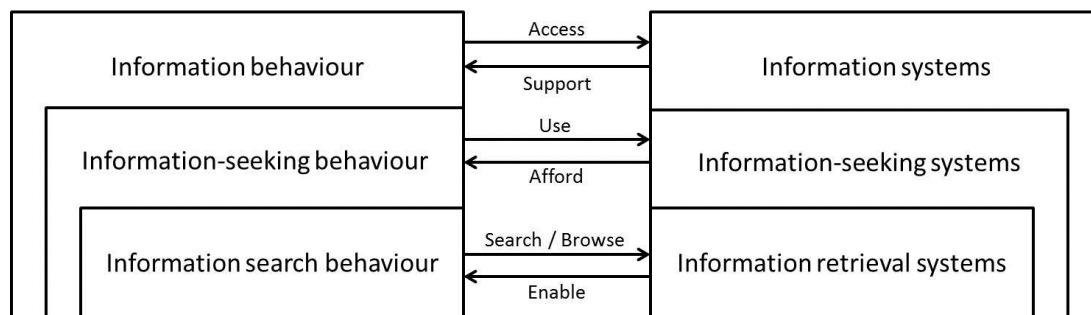 Access
Information behaviour
Information systems
Support
Use
Information-seeking behaviour
Information-seeking systems
Afford
Search / Browse
Information search behaviour
Information retrieval systems
Enable